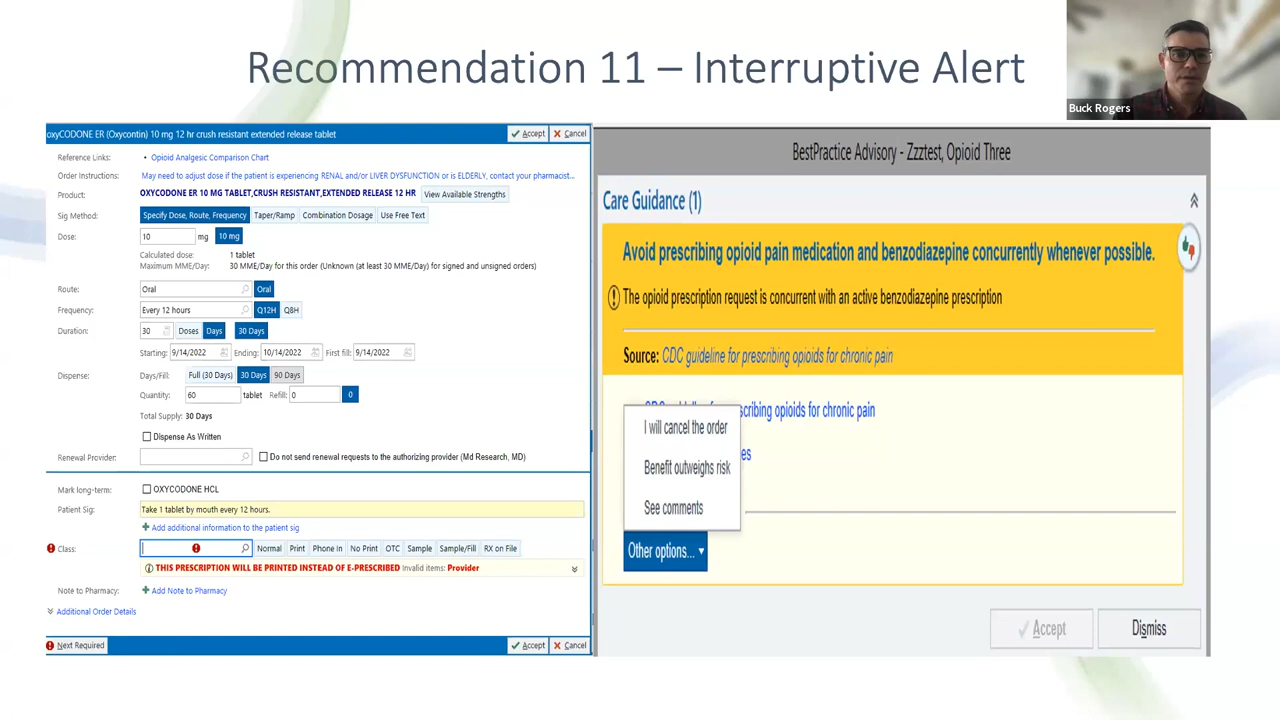 Recommendation 11 – Interruptive Alert
Buck Rogers
oxyCODONE ER (Oxycontin) 10 mg 12 hr crush resistant extended release tablet
Accept
Cancel
Reference Links:
• Opioid Analgesic Comparison Chart
Order Instructions:
May need to adjust dose if the patient is experiencing RENAL and/or LIVER DYSFUNCTION or is ELDERLY, contact your pharmacist...
Product:
OXYCODONE ER 10 MG TABLET,CRUSH RESISTANT,EXTENDED RELEASE 12 HR
View Available Strengths
Sig Method:
Specify Dose, Route, Frequency
Taper/Ramp
Combination Dosage
Use Free Text
Dose:
10
mg
10 mg
Calculated dose:
1 tablet
Maximum MME/Day:
30 MME/Day for this order (Unknown (at least 30 MME/Day) for signed and unsigned orders)
Route:
Oral
Oral
Frequency:
Every 12 hours
Q12H
Q8H
Duration:
30
Doses
Days
30 Days
Starting:
9/14/2022
Ending:
10/14/2022
First fill:
9/14/2022
Dispense:
Days/Fill:
Full (30 Days)
30 Days
90 Days
Quantity:
60
tablet
Refill:
0
0
Total Supply:
30 Days
Dispense As Written
Renewal Provider:
Do not send renewal requests to the authorizing provider (Md Research, MD)
Mark long-term:
OXYCODONE HCL
Patient Sig:
Take 1 tablet by mouth every 12 hours.
Add additional information to the patient sig
Class:
Normal
Print
Phone In
No Print
OTC
Sample
Sample/Fill
RX on File
THIS PRESCRIPTION WILL BE PRINTED INSTEAD OF E-PRESCRIBED Invalid items: Provider
Note to Pharmacy:
Add Note to Pharmacy
Additional Order Details
Next Required
Accept
Cancel
BestPractice Advisory - Zzztest, Opioid Three
Care Guidance (1)
Avoid prescribing opioid pain medication and benzodiazepine concurrently whenever possible.
The opioid prescription request is concurrent with an active benzodiazepine prescription
Source: CDC guideline for prescribing opioids for chronic pain
scribing opioids for chronic pain
es
I will cancel the order
Benefit outweighs risk
See comments
Other options...
Accept
Dismiss